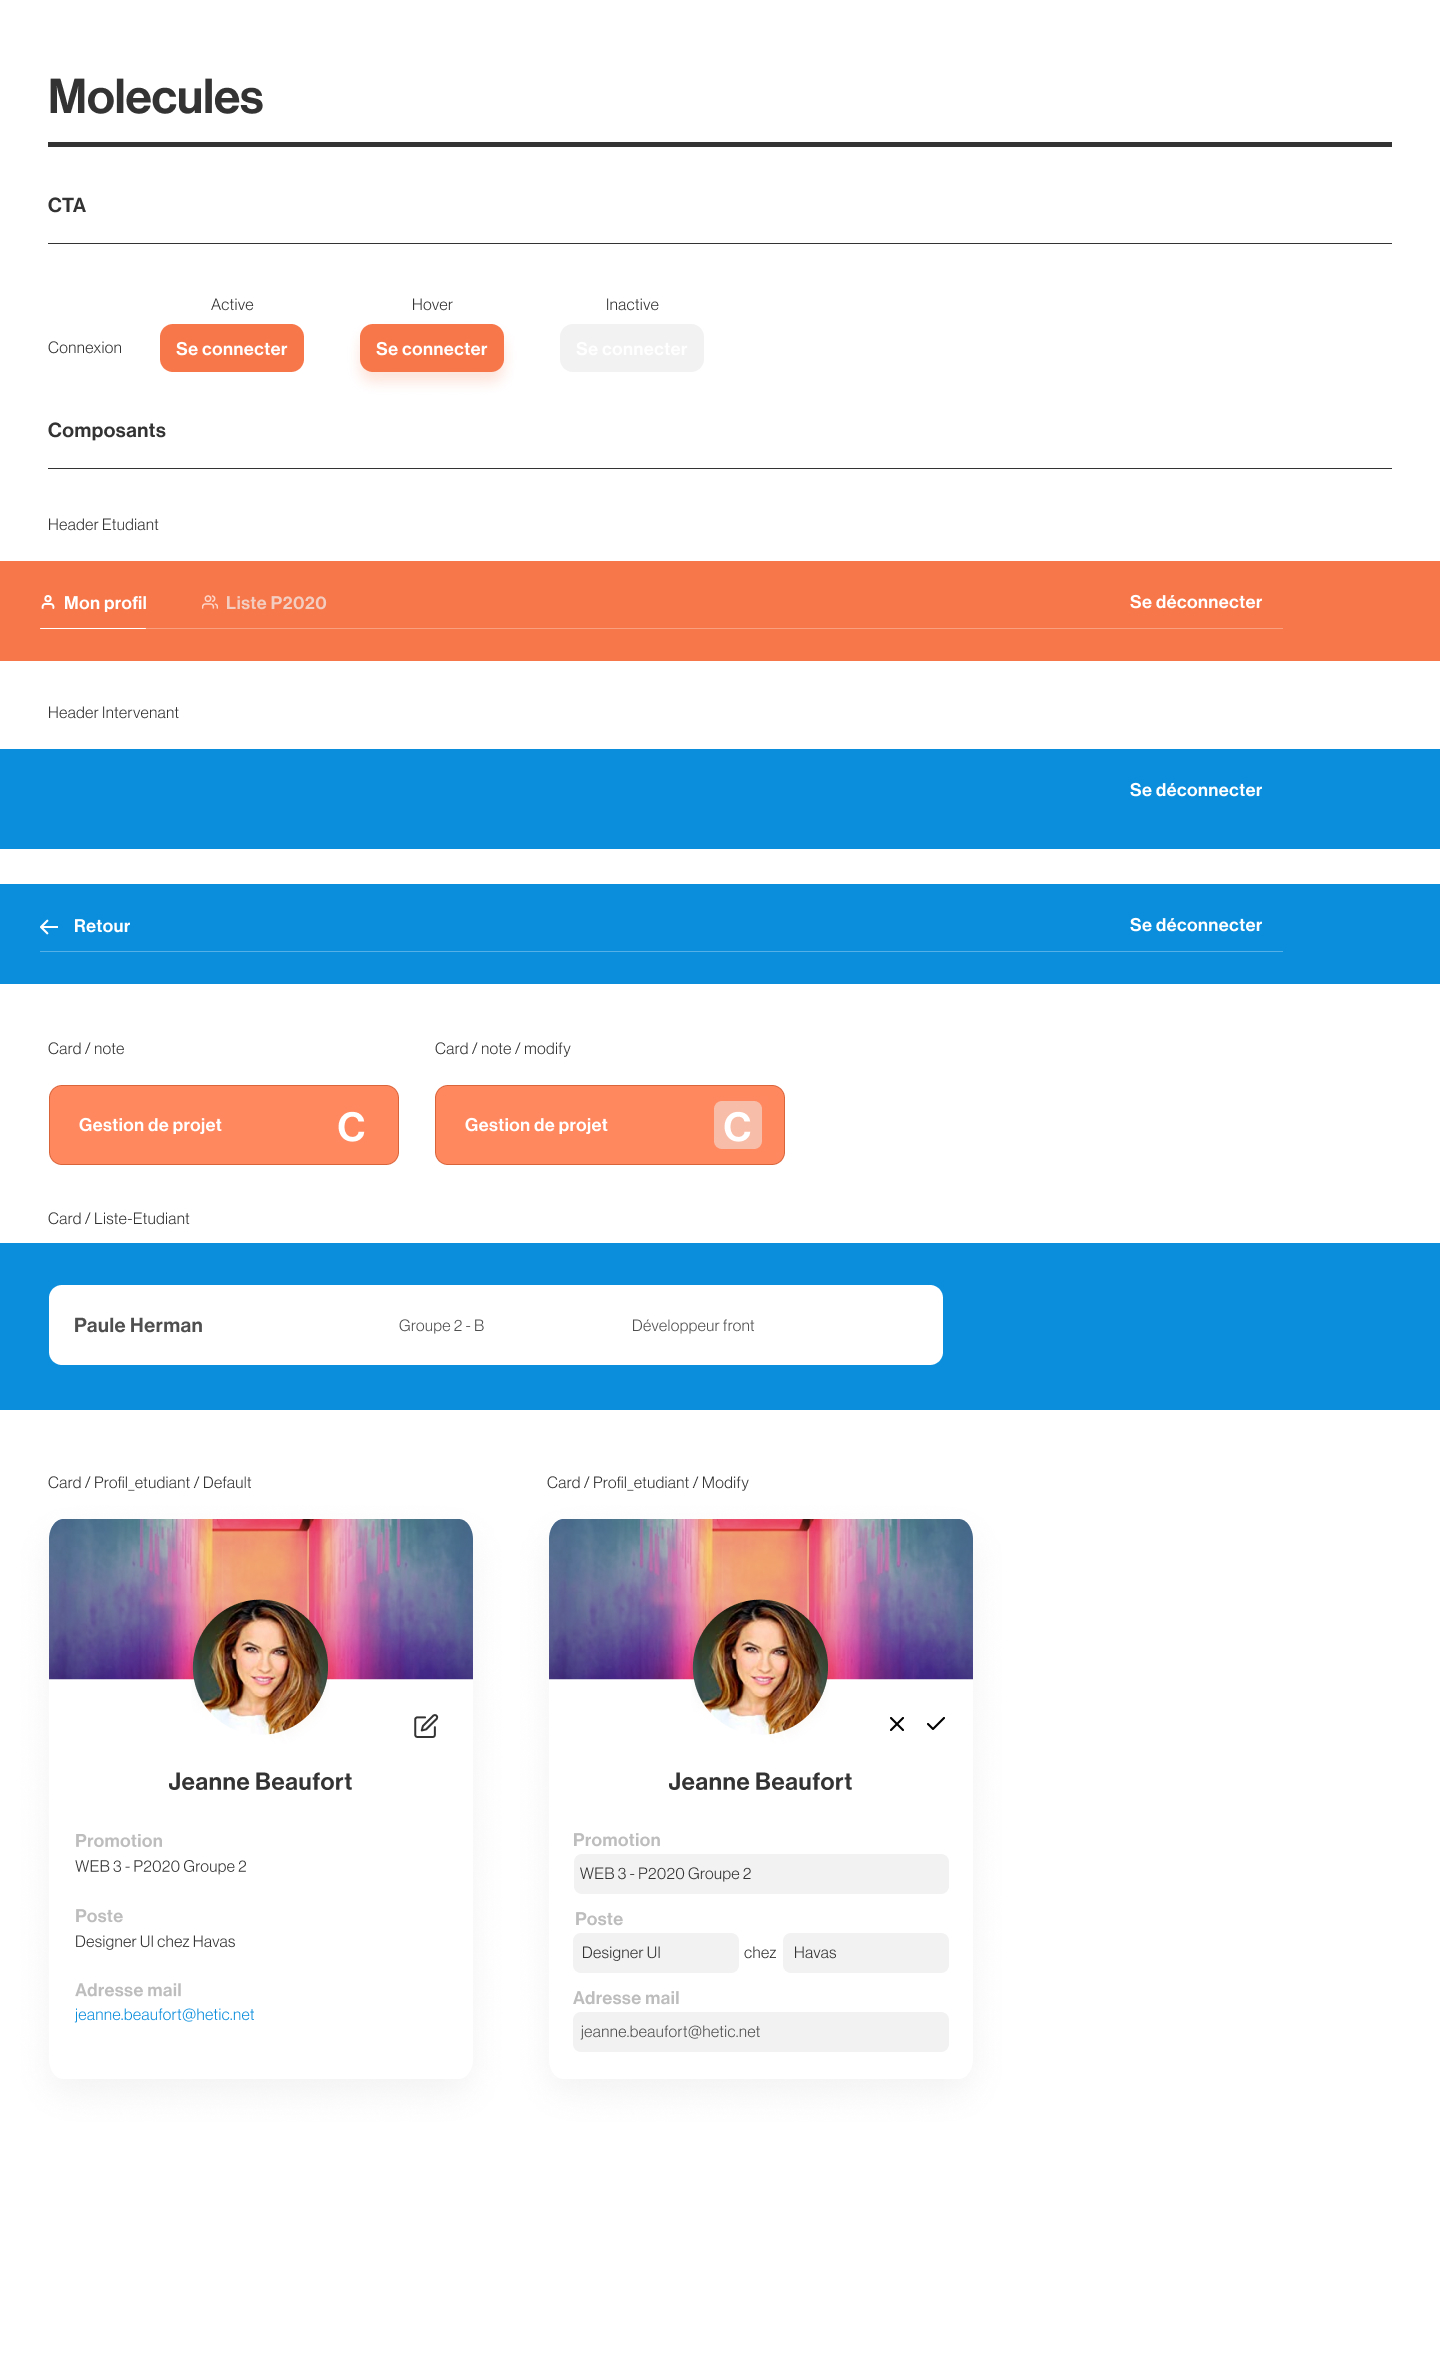 Molecules
CTA
Active Hover Inactive
Connexion Se connecter Se connecter Se connecter
Composants
Header Etudiant
Mon profil Liste P2020 Se déconnecter
Header Intervenant
Se déconnecter
Retour Se déconnecter
Card / note Card / note / modify
Gestion de projet C Gestion de projet C
Card / Liste-Etudiant
Paule Herman Groupe 2 - B Développeur front
Card / Profil_etudiant / Default Card / Profil_etudiant / Modify
Jeanne Beaufort
Promotion
WEB 3 - P2020 Groupe 2
Poste
Designer UI chez Havas
Adresse mail
jeanne.beaufort@hetic.net
Jeanne Beaufort
Promotion
WEB 3 - P2020 Groupe 2
Poste
Designer UI chez Havas
Adresse mail
jeanne.beaufort@hetic.net